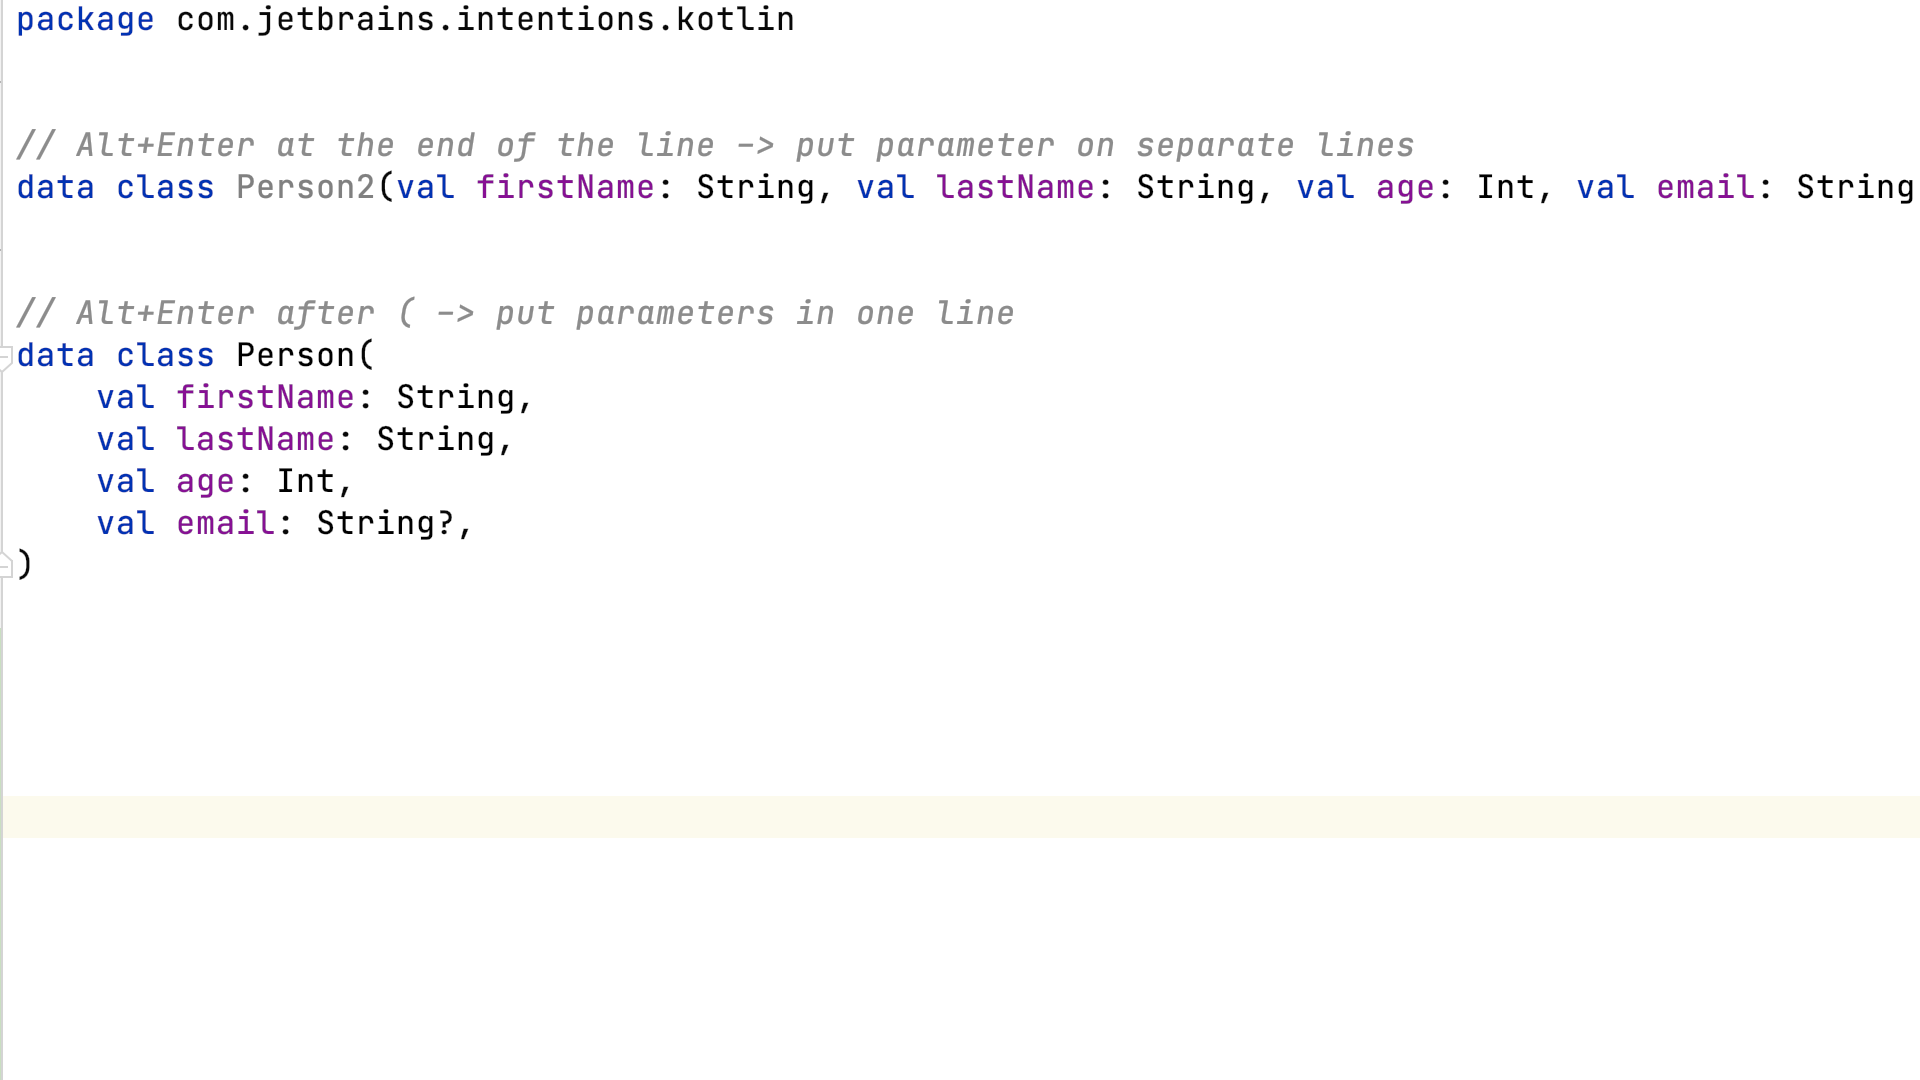 package com.jetbrains.intentions.kotlin
// Alt+Enter at the end of the line -> put parameter on separate lines
data class Person2(val firstName: String, val lastName: String, val age: Int, val email: String
// Alt+Enter after ( -> put parameters in one line
data class Person(
    val firstName: String,
    val lastName: String,
    val age: Int,
    val email: String?,
)